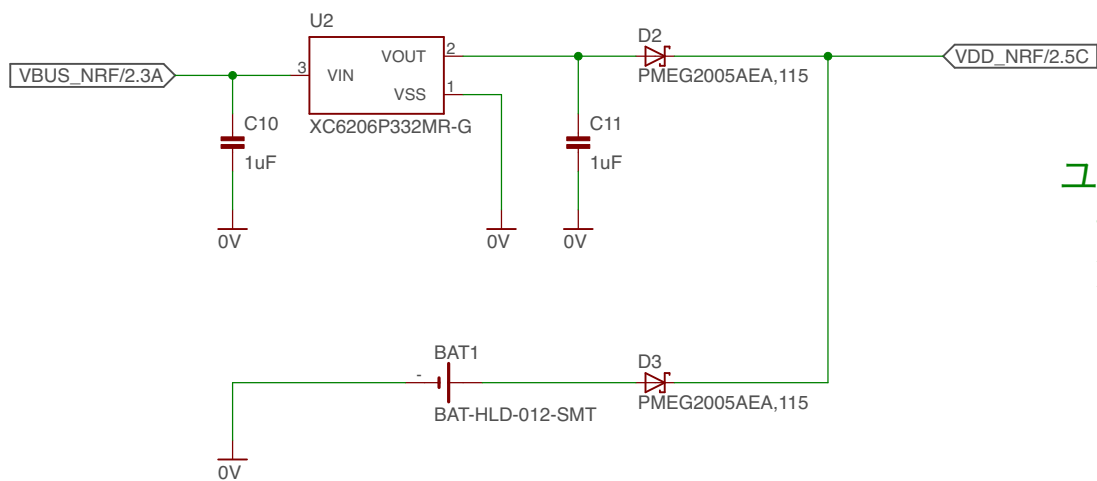 U2
D2
VBUS_NRF/2.3A
3
VIN
VOUT
2
VSS
1
XC6206P332MR-G
PMEG2005AEA,115
VDD_NRF/2.5C
C10
1uF
C11
1uF
ユ
0V
0V
0V
BAT1
-
BAT-HLD-012-SMT
D3
PMEG2005AEA,115
0V